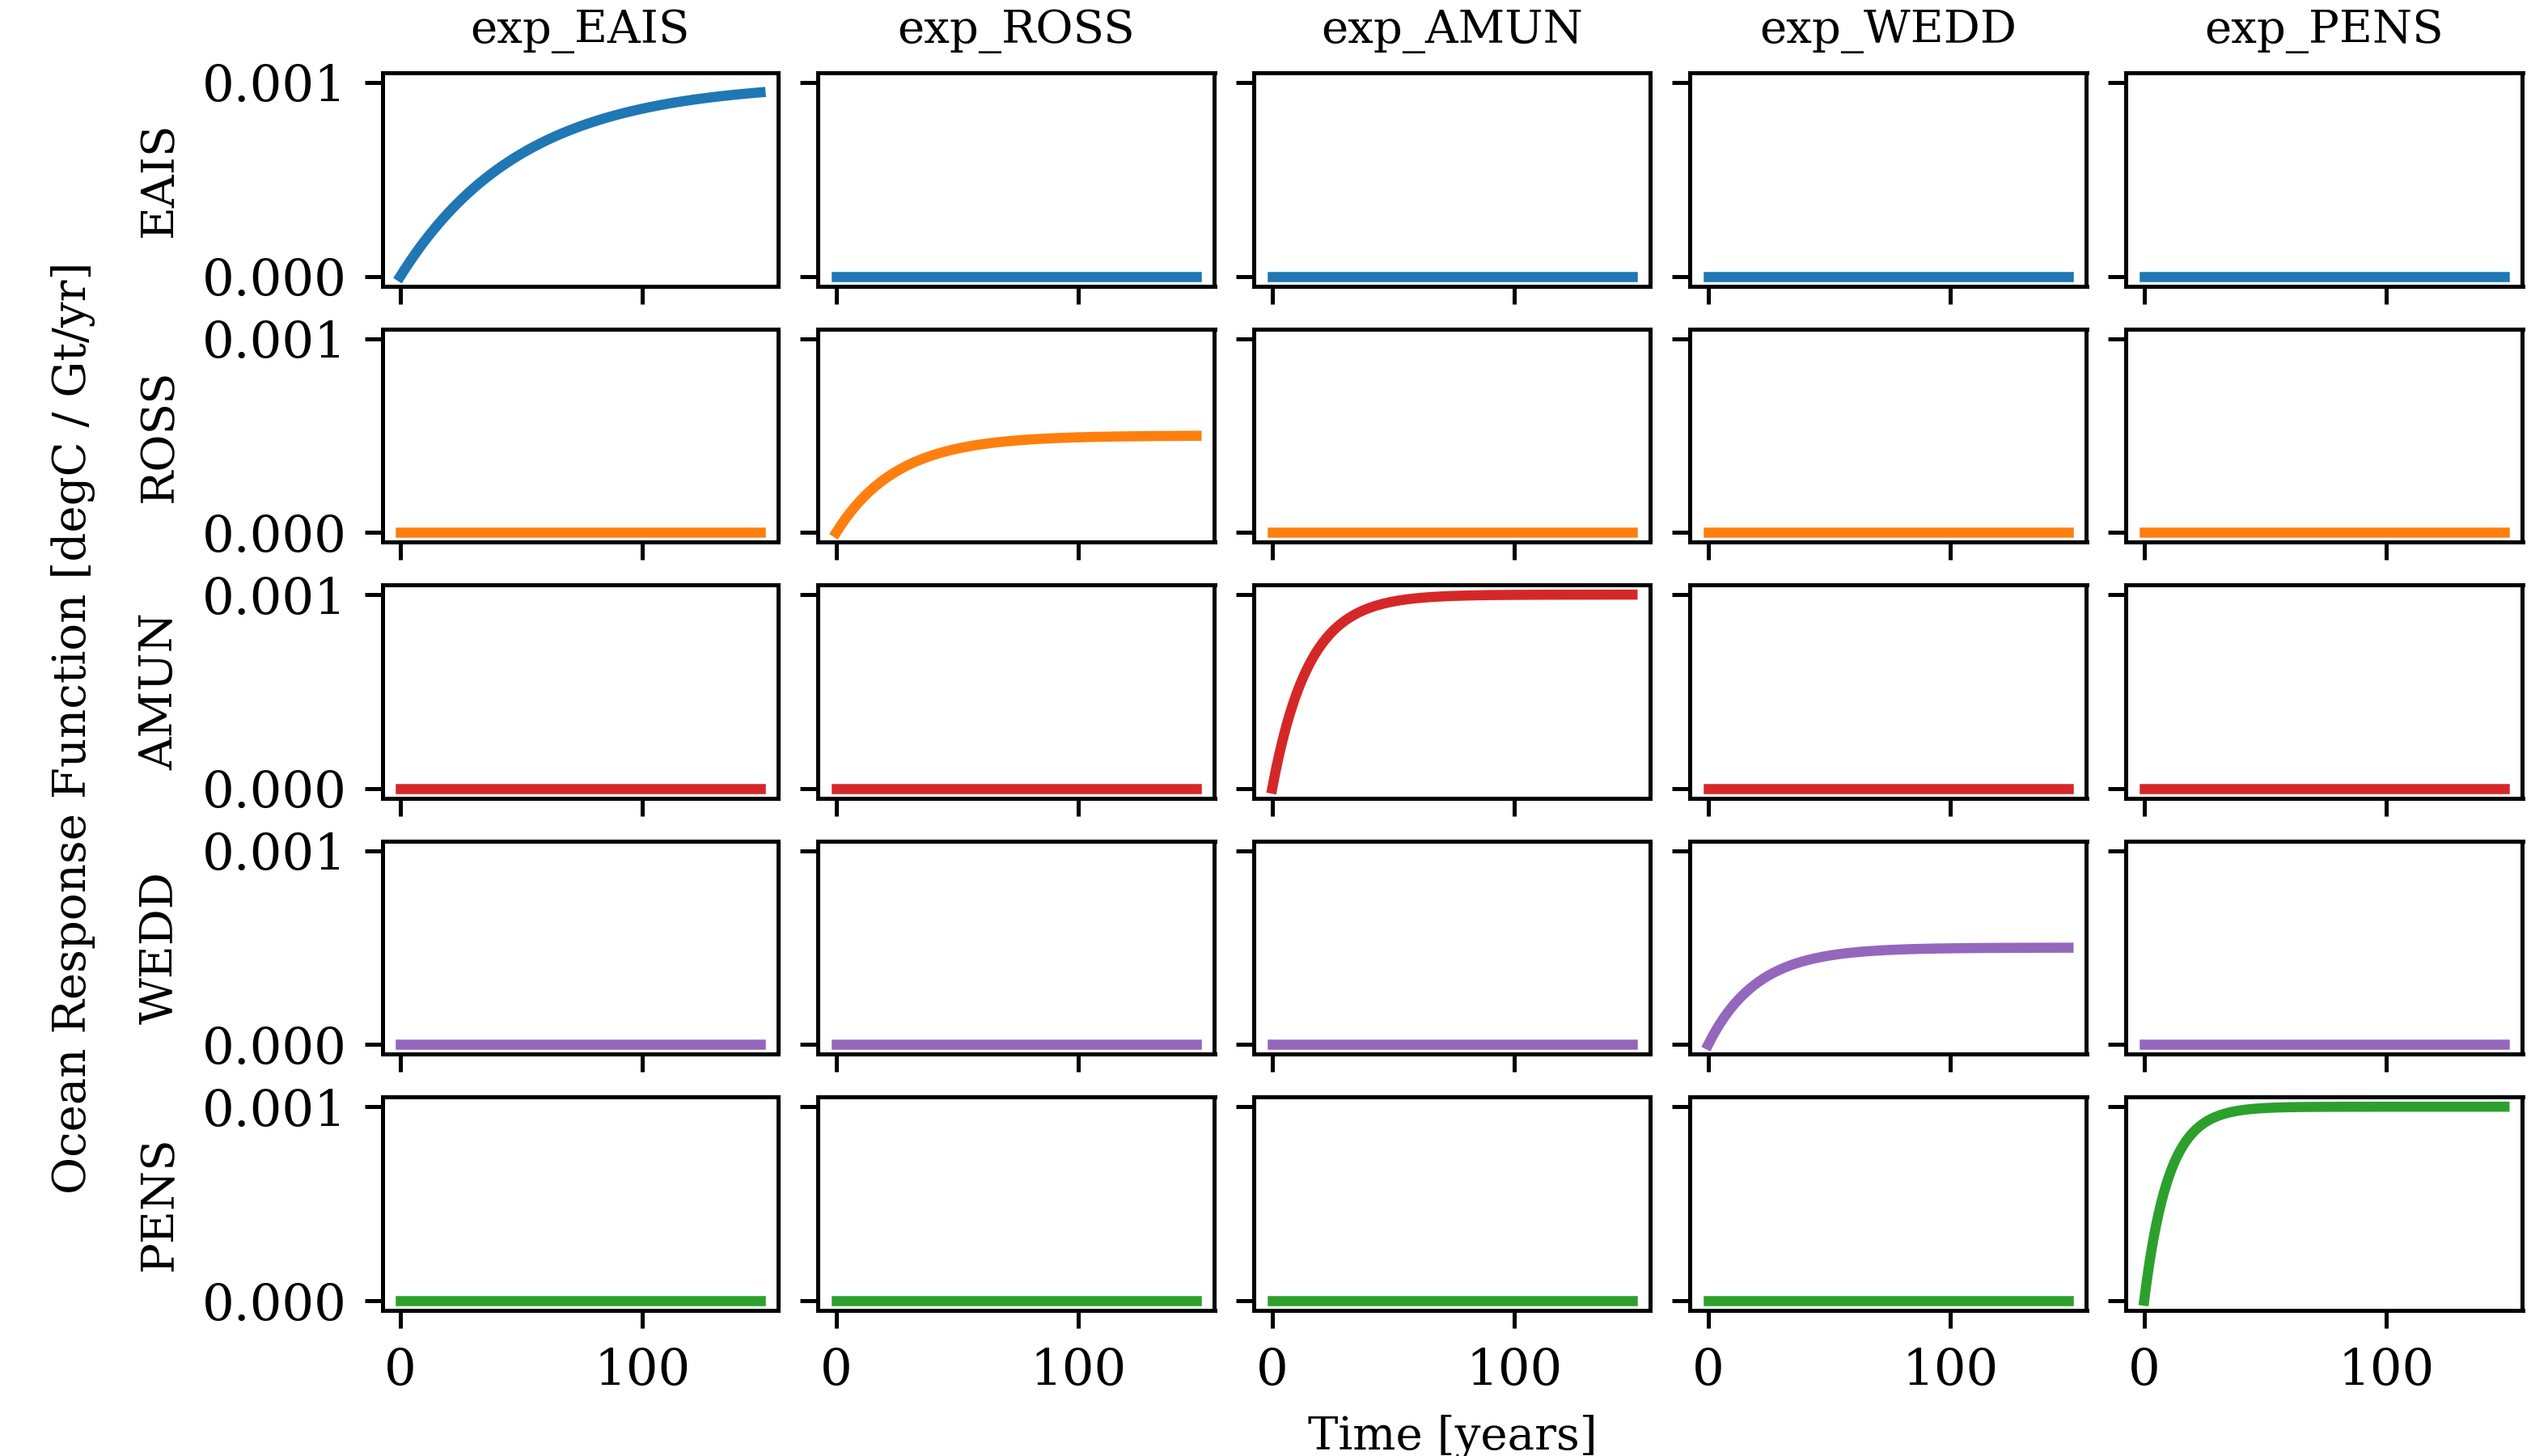 exp_EAIS
exp_ROSS
exp_AMUN
exp_WEDD
exp_PENS
Ocean Response Function [degC / Gt/yr]
EAIS
0.001
0.000
ROSS
0.001
0.000
AMUN
0.001
0.000
WEDD
0.001
0.000
PENS
0.001
0.000
0 100
0 100
0 100
0 100
0 100
Time [years]